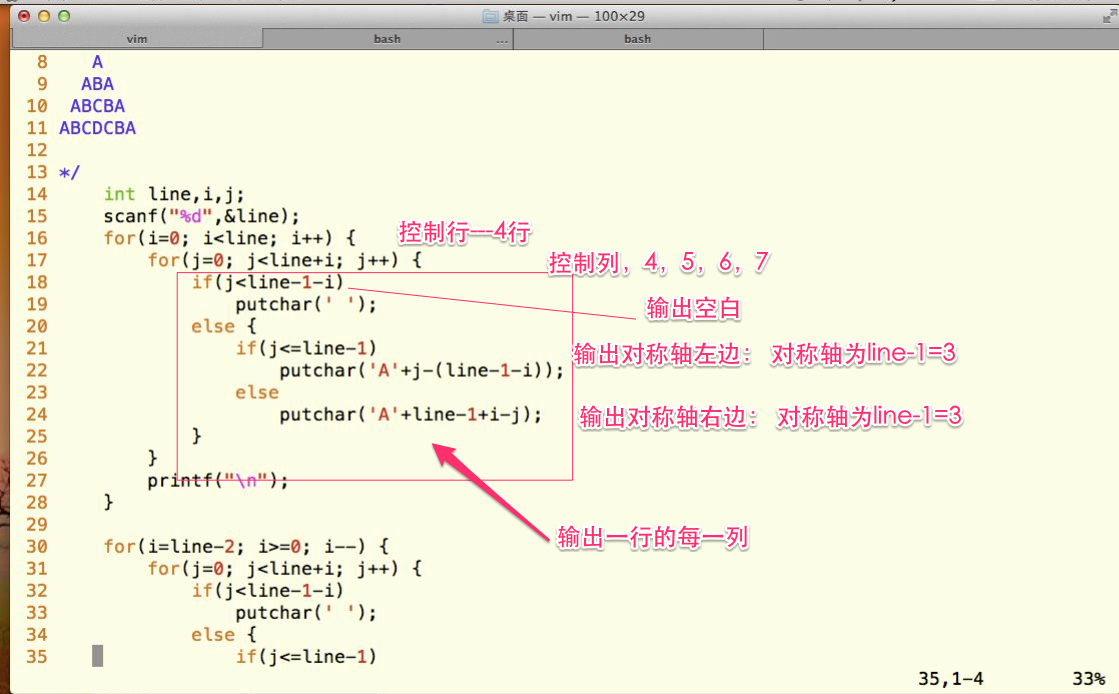 桌面 — vim — 100×29
vim
bash
...
bash
8 A
9 ABA
10 ABCBA
11 ABCDCBA
12
13 */
14 int line,i,j;
15 scanf("%d",&line);
16 for(i=0; i<line; i++) {
控制行---4行
17 for(j=0; j<line+i; j++) {
控制列，4，5，6，7
18 if(j<line-1-i)
19 putchar(' ');
输出空白
20 else {
21 if(j<=line-1)
输出对称轴左边： 对称轴为line-1=3
22 putchar('A'+j-(line-1-i));
23 else
24 putchar('A'+line-1+i-j);
输出对称轴右边： 对称轴为line-1=3
25 }
26 }
27 printf("\n");
28 }
29
输出一行的每一列
30 for(i=line-2; i>=0; i--) {
31 for(j=0; j<line+i; j++) {
32 if(j<line-1-i)
33 putchar(' ');
34 else {
35 if(j<=line-1)
35,1-4 33%